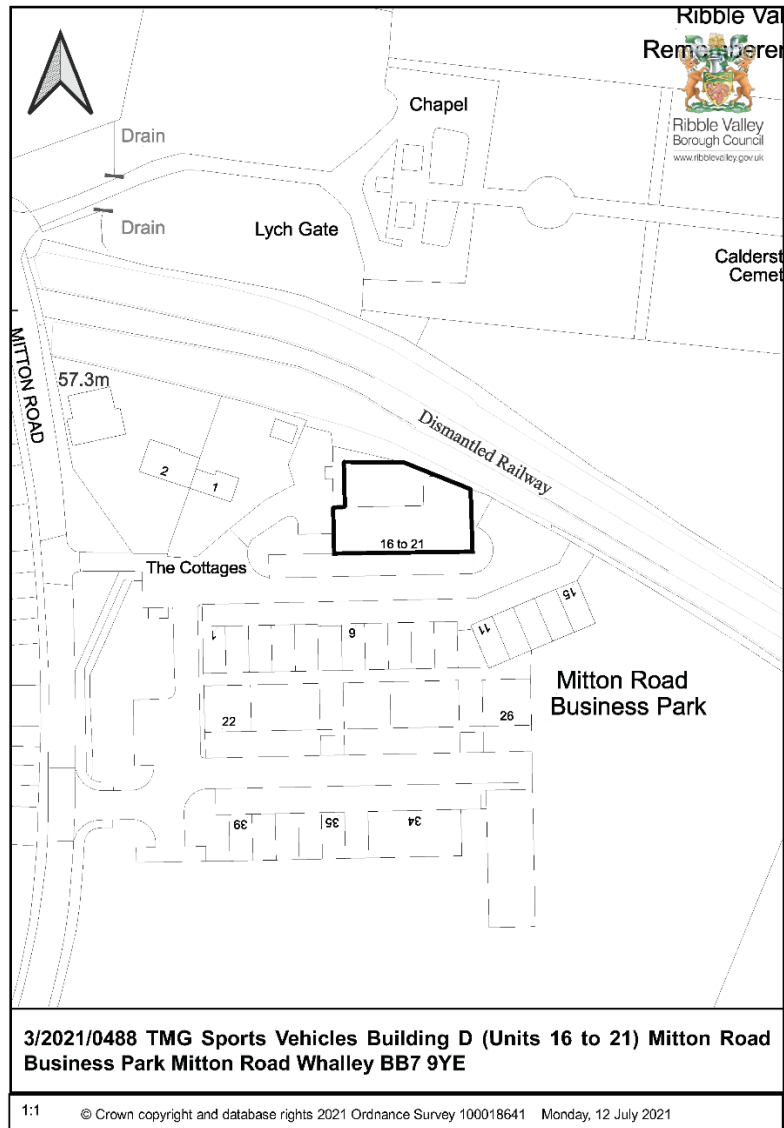 Ribble Val
Rememberer
Ribble Valley
Borough Council
www.ribblevalley.gov.uk
Chapel
Drain
Drain
Lych Gate
Calderst
Cemet
MITTON ROAD
57.3m
Dismantled Railway
2
1
16 to 21
The Cottages
1
6
11
15
Mitton Road
Business Park
22
26
39
35
34
3/2021/0488 TMG Sports Vehicles Building D (Units 16 to 21) Mitton Road
Business Park Mitton Road Whalley BB7 9YE
1:1 © Crown copyright and database rights 2021 Ordnance Survey 100018641 Monday, 12 July 2021